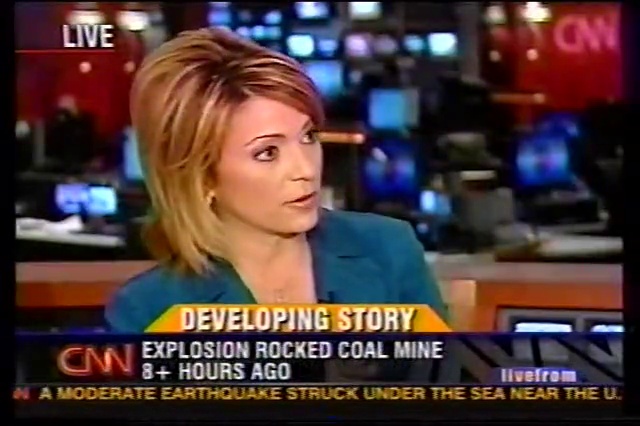 LIVE
CNN
DEVELOPING STORY
CNN
EXPLOSION ROCKED COAL MINE
8+ HOURS AGO
livefrom
N A MODERATE EARTHQUAKE STRUCK UNDER THE SEA NEAR THE U.